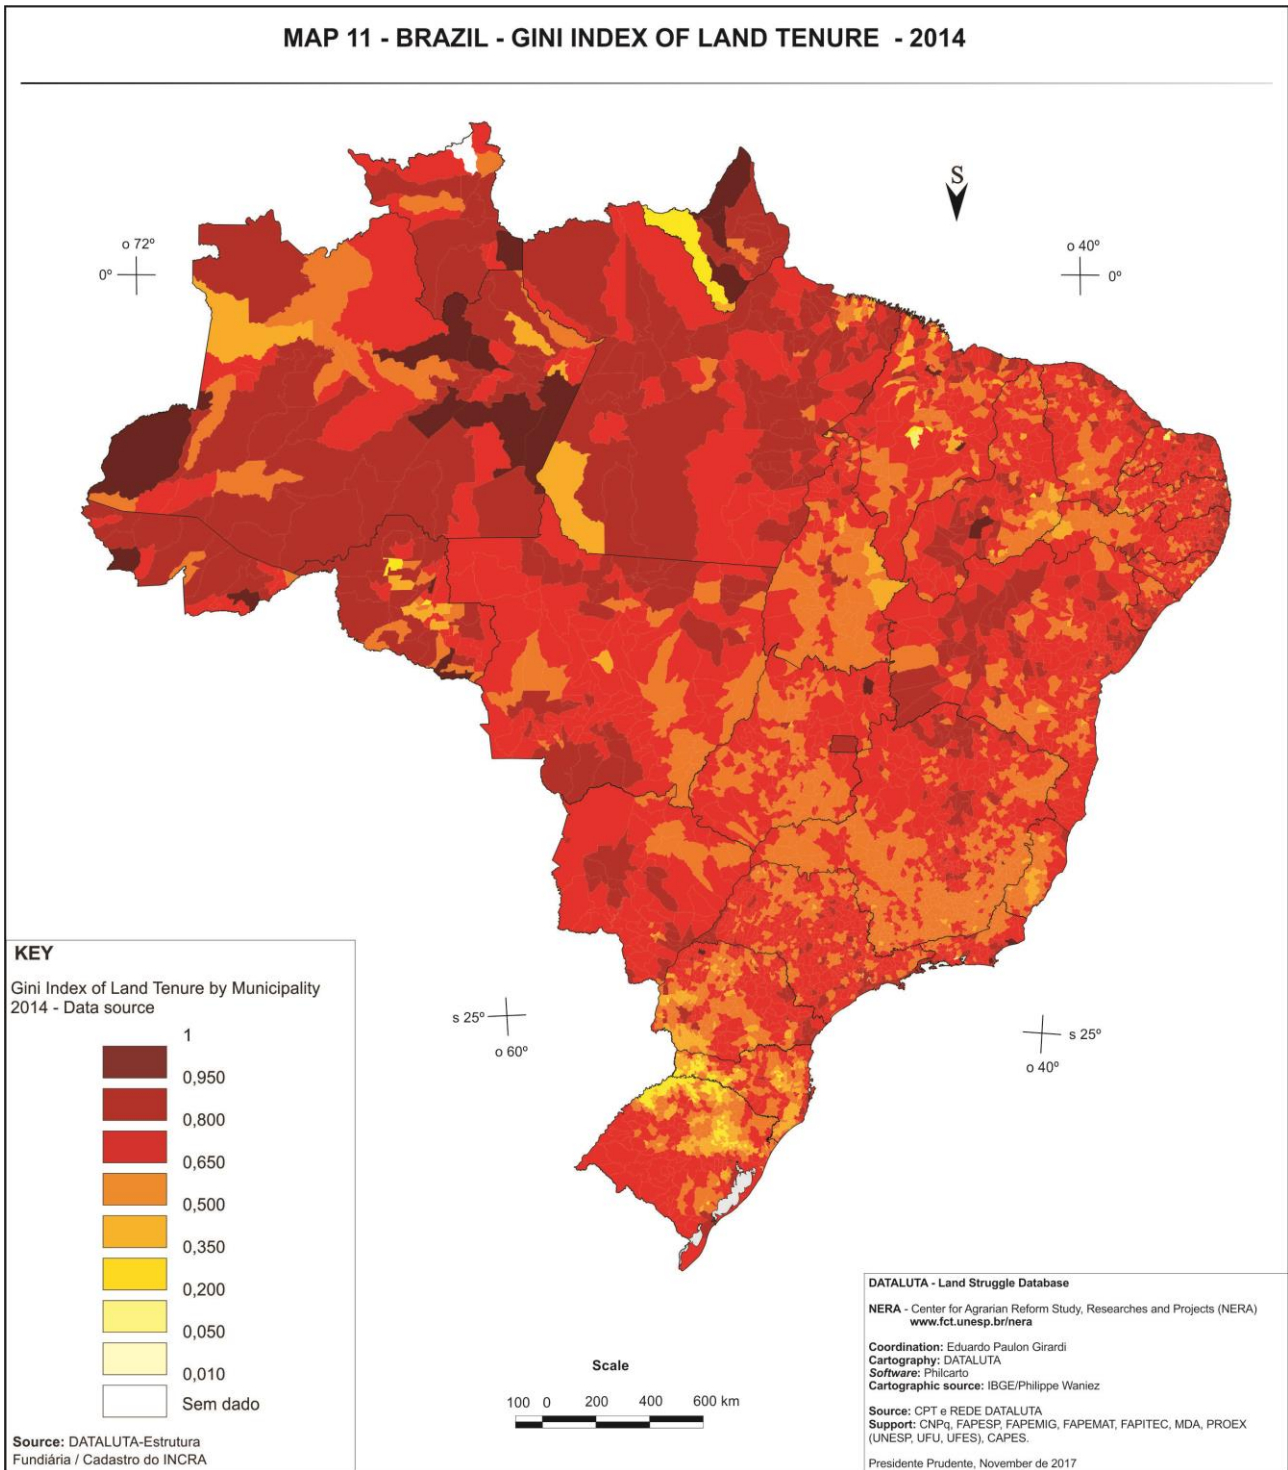 MAP 11 - BRAZIL - GINI INDEX OF LAND TENURE - 2014
S
o 72º
0º
o 40º
0º
KEY
Gini Index of Land Tenure by Municipality
2014 - Data source
1
0,950
0,800
0,650
0,500
0,350
0,200
0,050
0,010
Sem dado
Source: DATALUTA-Estrutura
Fundiária / Cadastro do INCRA
s 25º
o 60º
s 25º
o 40º
Scale
100 0 200 400 600 km
DATALUTA - Land Struggle Database
NERA - Center for Agrarian Reform Study, Researches and Projects (NERA)
www.fct.unesp.br/nera
Coordination: Eduardo Paulon Girardi
Cartography: DATALUTA
Software: Philcarto
Cartographic source: IBGE/Philippe Waniez
Source: CPT e REDE DATALUTA
Support: CNPq, FAPESP, FAPEMIG, FAPEMAT, FAPITEC, MDA, PROEX
(UNESP, UFU, UFES), CAPES.
Presidente Prudente, November de 2017